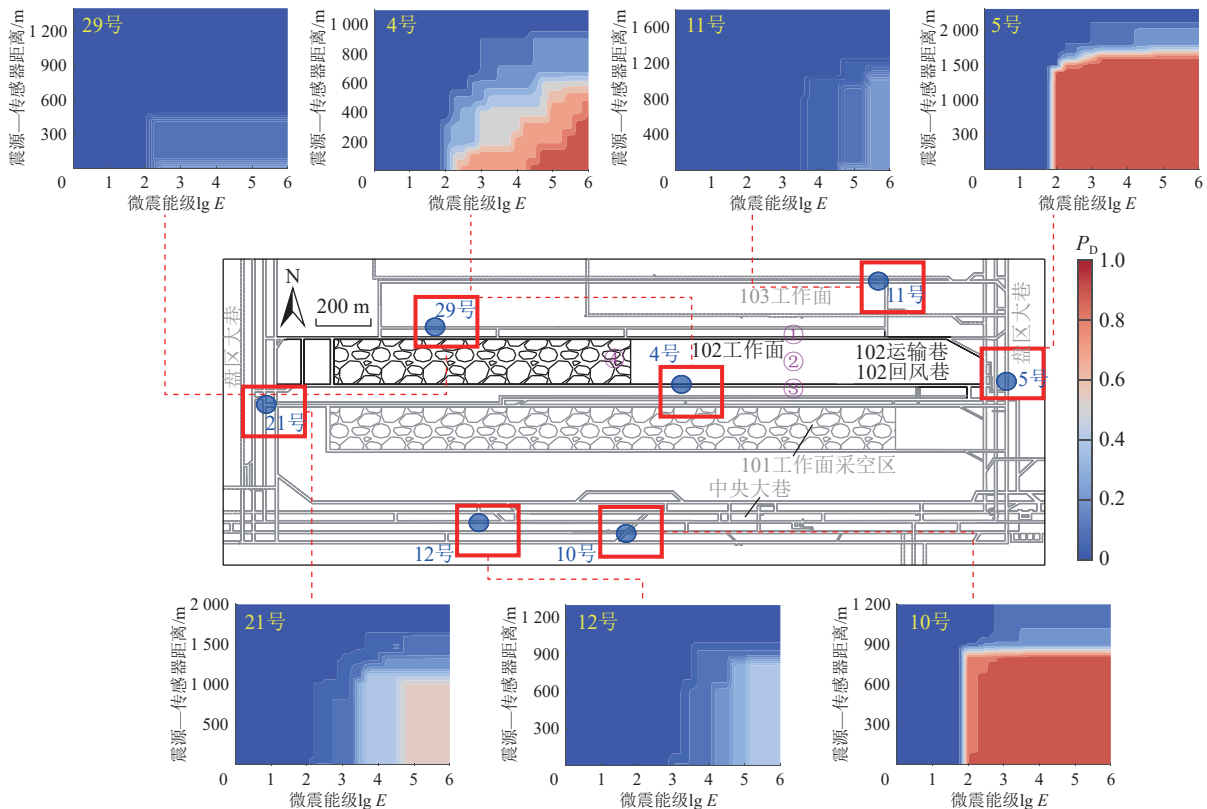 29号
震源—传感器距离/m
1 200
900
600
300
0
1 2 3 4 5 6
微震能级lg E
4号
震源—传感器距离/m
1 000
800
600
400
200
0
1 2 3 4 5 6
微震能级lg E
11号
震源—传感器距离/m
1 600
1 200
800
400
0
1 2 3 4 5 6
微震能级lg E
5号
震源—传感器距离/m
2 000
1 500
1 000
300
0
1 2 3 4 5 6
微震能级lg E
N
200 m
盘区大巷
29号
103工作面
11号
盘区大巷
①
102工作面
②
102运输巷
4号
102回风巷
③
5号
21号
101工作面采空区
中央大巷
12号
10号
P_D
1.0
0.8
0.6
0.4
0.2
0
21号
震源—传感器距离/m
2 000
1 500
1 000
500
0
1 2 3 4 5 6
微震能级lg E
12号
震源—传感器距离/m
1 200
900
600
300
0
1 2 3 4 5 6
微震能级lg E
10号
震源—传感器距离/m
1 200
900
600
300
0
1 2 3 4 5 6
微震能级lg E